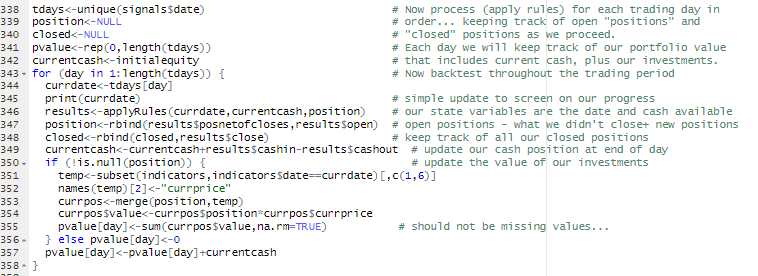 338 tdays<-unique(signals$date) # Now process (apply rules) for each trading day in
339 position<-NULL # order... keeping track of open "positions" and
340 closed<-NULL # "closed" positions as we proceed.
341 pvalue<-rep(0,length(tdays)) # Each day we will keep track of our portfolio value
342 currentcash<-initialequity # that includes current cash, plus our investments.
343 for (day in 1:length(tdays)) { # Now backtest throughout the trading period
344 currdate<-tdays[day]
345 print(currdate) # simple update to screen on our progress
346 results<-applyRules(currdate,currentcash,position) # our state variables are the date and cash available
347 position<-rbind(results$posnetofcloses,results$open) # open positions - what we didn't close+ new positions
348 closed<-rbind(closed,results$close) # keep track of all our closed positions
349 currentcash<-currentcash+results$cashin-results$cashout # update our cash position at end of day
350 if (!is.null(position)) { # update the value of our investments
351 temp<-subset(indicators,indicators$date==currdate)[,c(1,6)]
352 names(temp)[2]<-"currprice"
353 currpos<-merge(position,temp)
354 currpos$value<-currpos$position*currpos$currprice
355 pvalue[day]<-sum(currpos$value,na.rm=TRUE) # should not be missing values...
356 } else pvalue[day]<-0
357 pvalue[day]<-pvalue[day]+currentcash
358 }